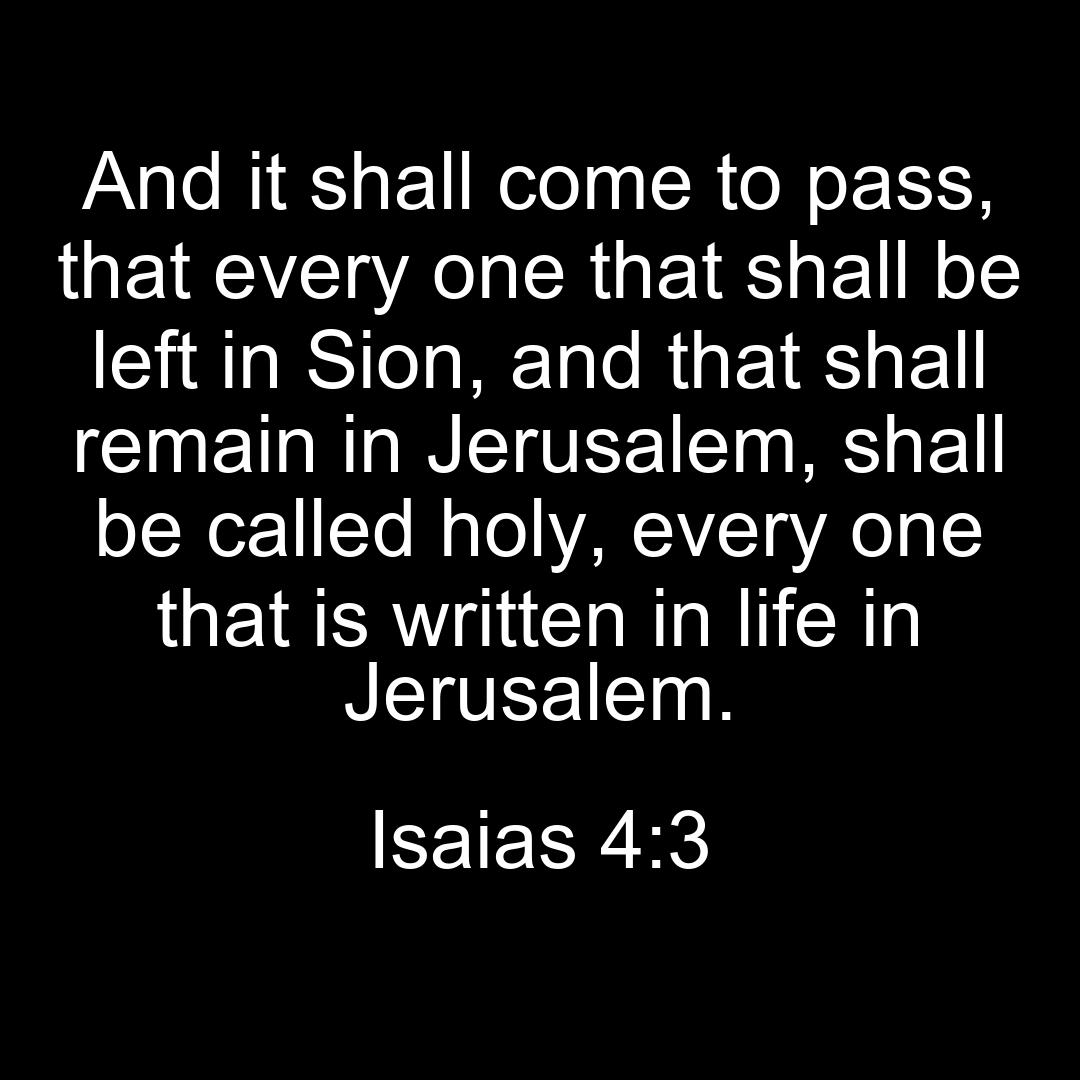 And it shall come to pass,
that every one that shall be
left in Sion, and that shall
remain in Jerusalem, shall
be called holy, every one
that is written in life in
Jerusalem.
Isaias 4:3